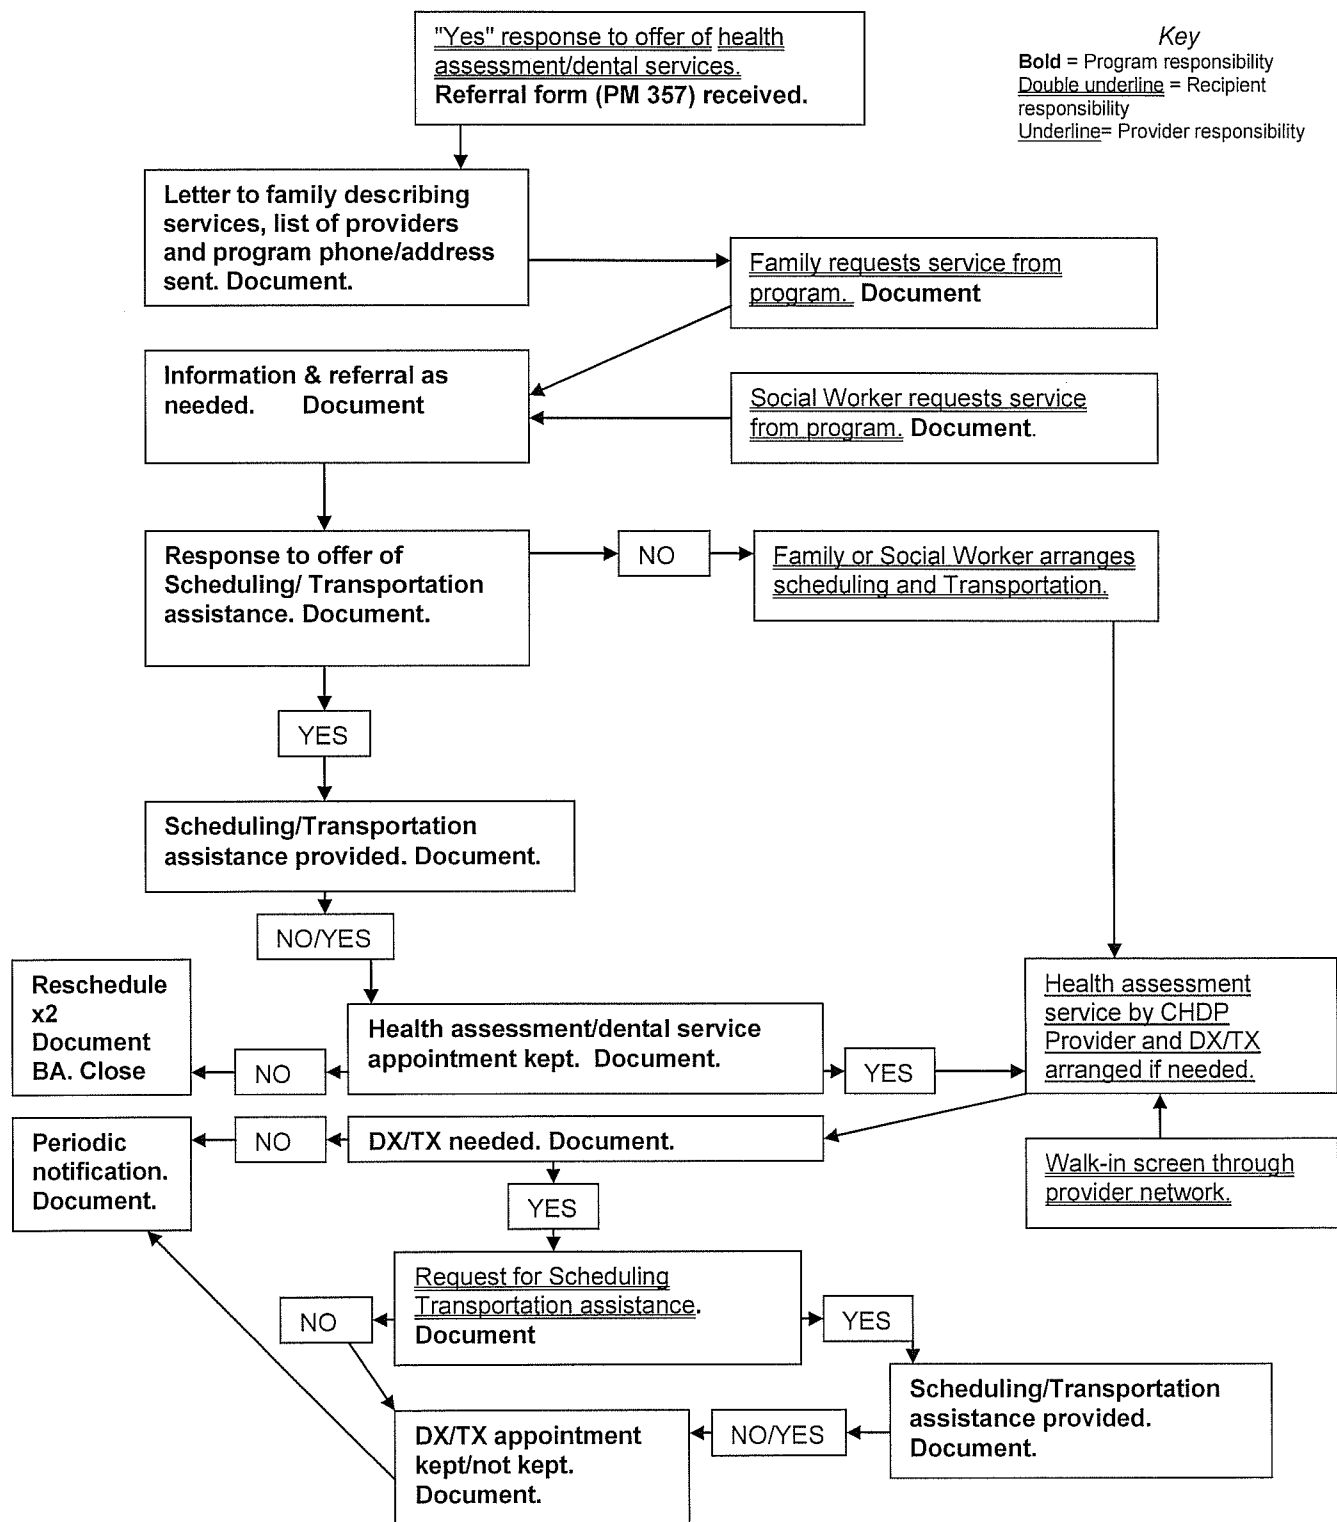 "Yes" response to offer of health
assessment/dental services.
Referral form (PM 357) received.
Key
Bold = Program responsibility
Double underline = Recipient
responsibility
Underline= Provider responsibility
Letter to family describing
services, list of providers
and program phone/address
sent. Document.
Family requests service from
program. Document
Information & referral as
needed. Document
Social Worker requests service
from program. Document.
Response to offer of
Scheduling/ Transportation
assistance. Document.
NO
Family or Social Worker arranges
scheduling and Transportation.
YES
Scheduling/Transportation
assistance provided. Document.
NO/YES
Reschedule
x2
Document
BA. Close
NO
Health assessment/dental service
appointment kept. Document.
YES
Health assessment
service by CHDP
Provider and DX/TX
arranged if needed.
Periodic
notification.
Document.
NO
DX/TX needed. Document.
Walk-in screen through
provider network.
YES
Request for Scheduling
Transportation assistance.
Document
NO
YES
Scheduling/Transportation
assistance provided.
Document.
NO/YES
DX/TX appointment
kept/not kept.
Document.